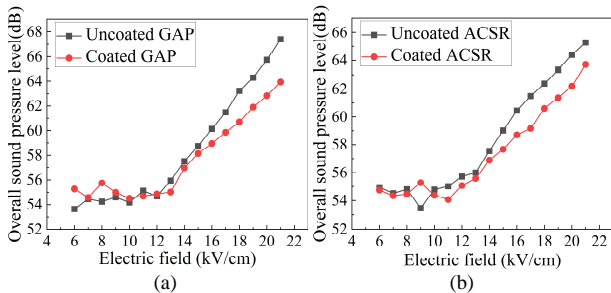 Uncoated GAP
Coated GAP
Overall sound pressure level(dB)
68
66
64
62
60
58
56
54
52
4 6 8 10 12 14 16 18 20 22
Electric field (kV/cm)
(a)
Uncoated ACSR
Coated ACSR
Overall sound pressure level(dB)
66
64
62
60
58
56
54
52
4 6 8 10 12 14 16 18 20 22
Electric field (kV/cm)
(b)